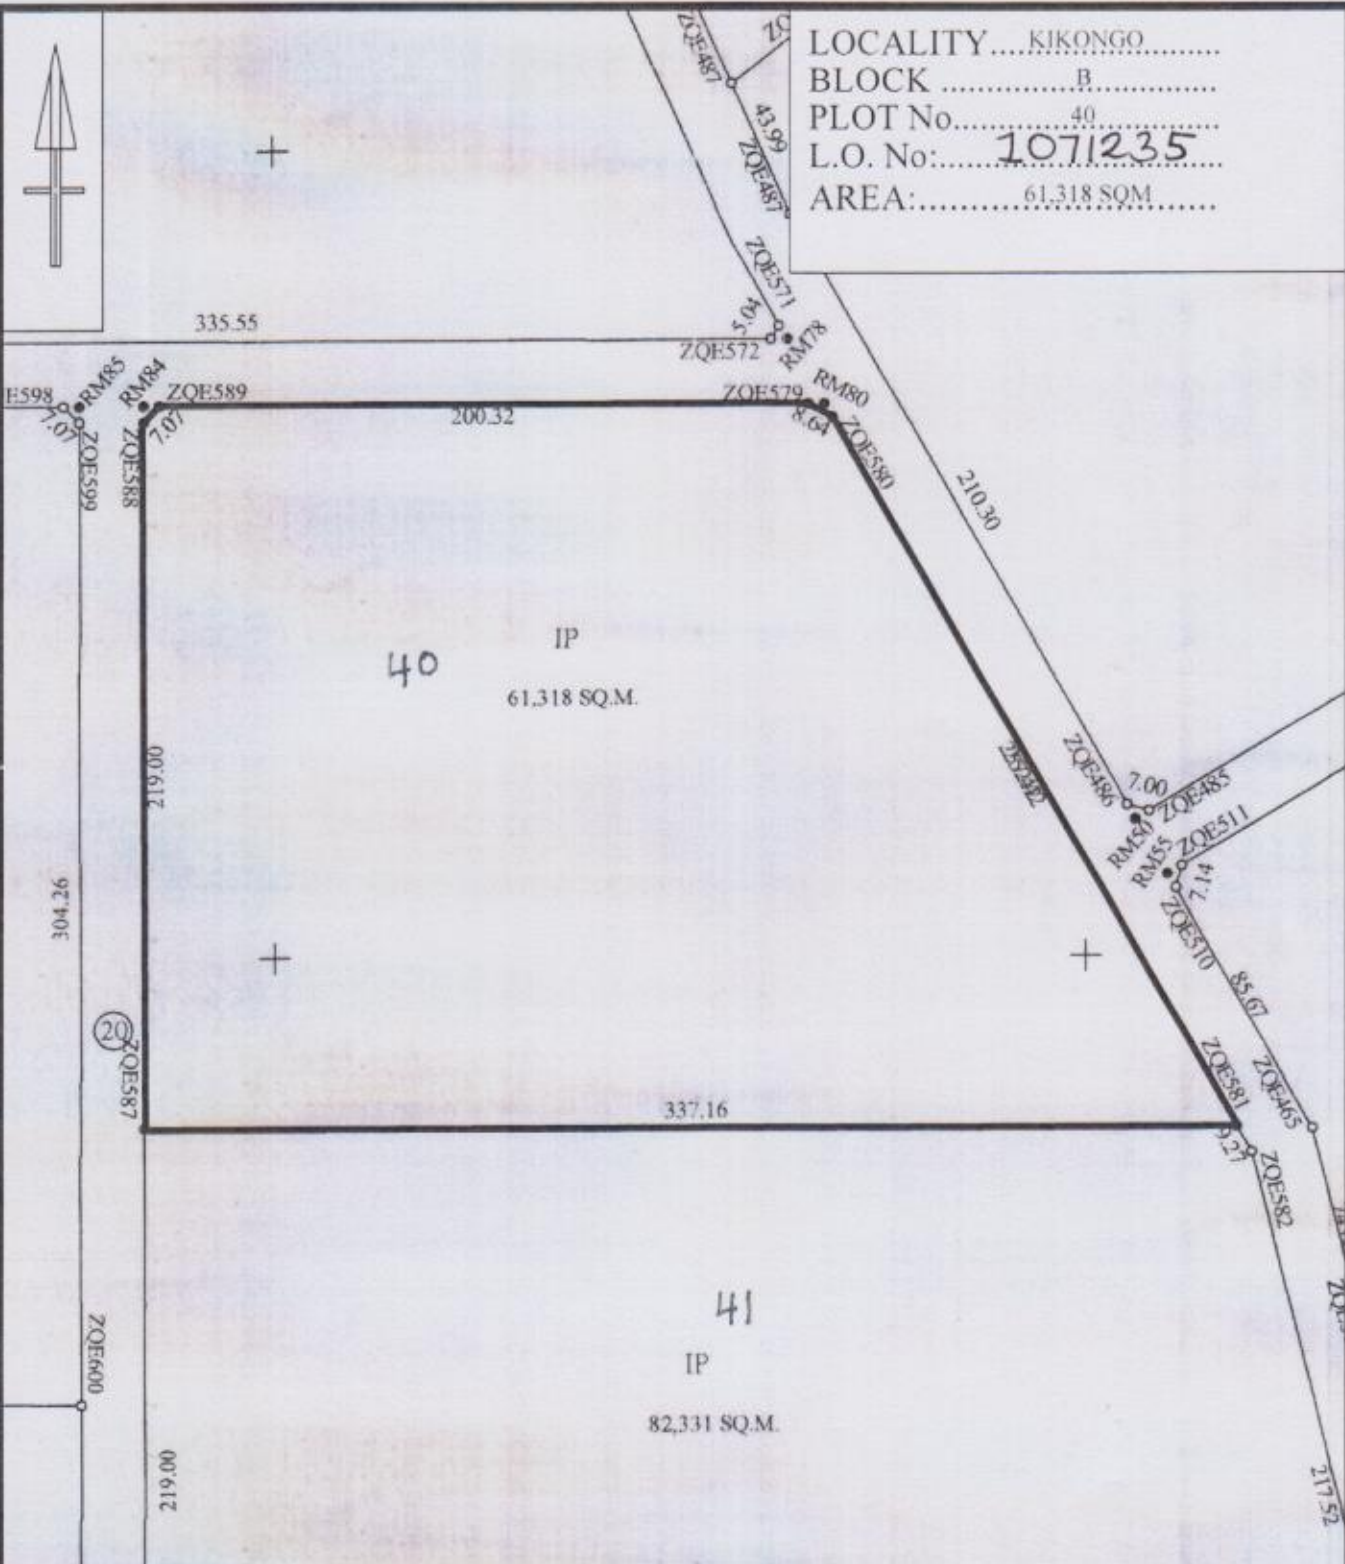 LOCALITY....KIKONGO..........
BLOCK ................B................
PLOT No................40................
L.O. No:......1071235......
AREA:..............61,318 SQM..........
ZQE487
43.99
ZQE487
ZQE571
5.04
335.55
ZQE572
RM78
RM85
RM84
E598
ZQE589
ZQE579
RM80
7.07
7.07
200.32
8.64
ZQE599
ZQE588
ZQE580
210.30
IP
40
61,318 SQ.M.
219.00
ZQE486
7.00
ZQE485
RM50
ZQE511
RM55
7.14
304.26
ZQE510
85.67
2Q
ZQE587
ZQE581
ZQE465
337.16
9.27
ZQE582
41
IP
ZQE600
82,331 SQ.M.
219.00
217.52